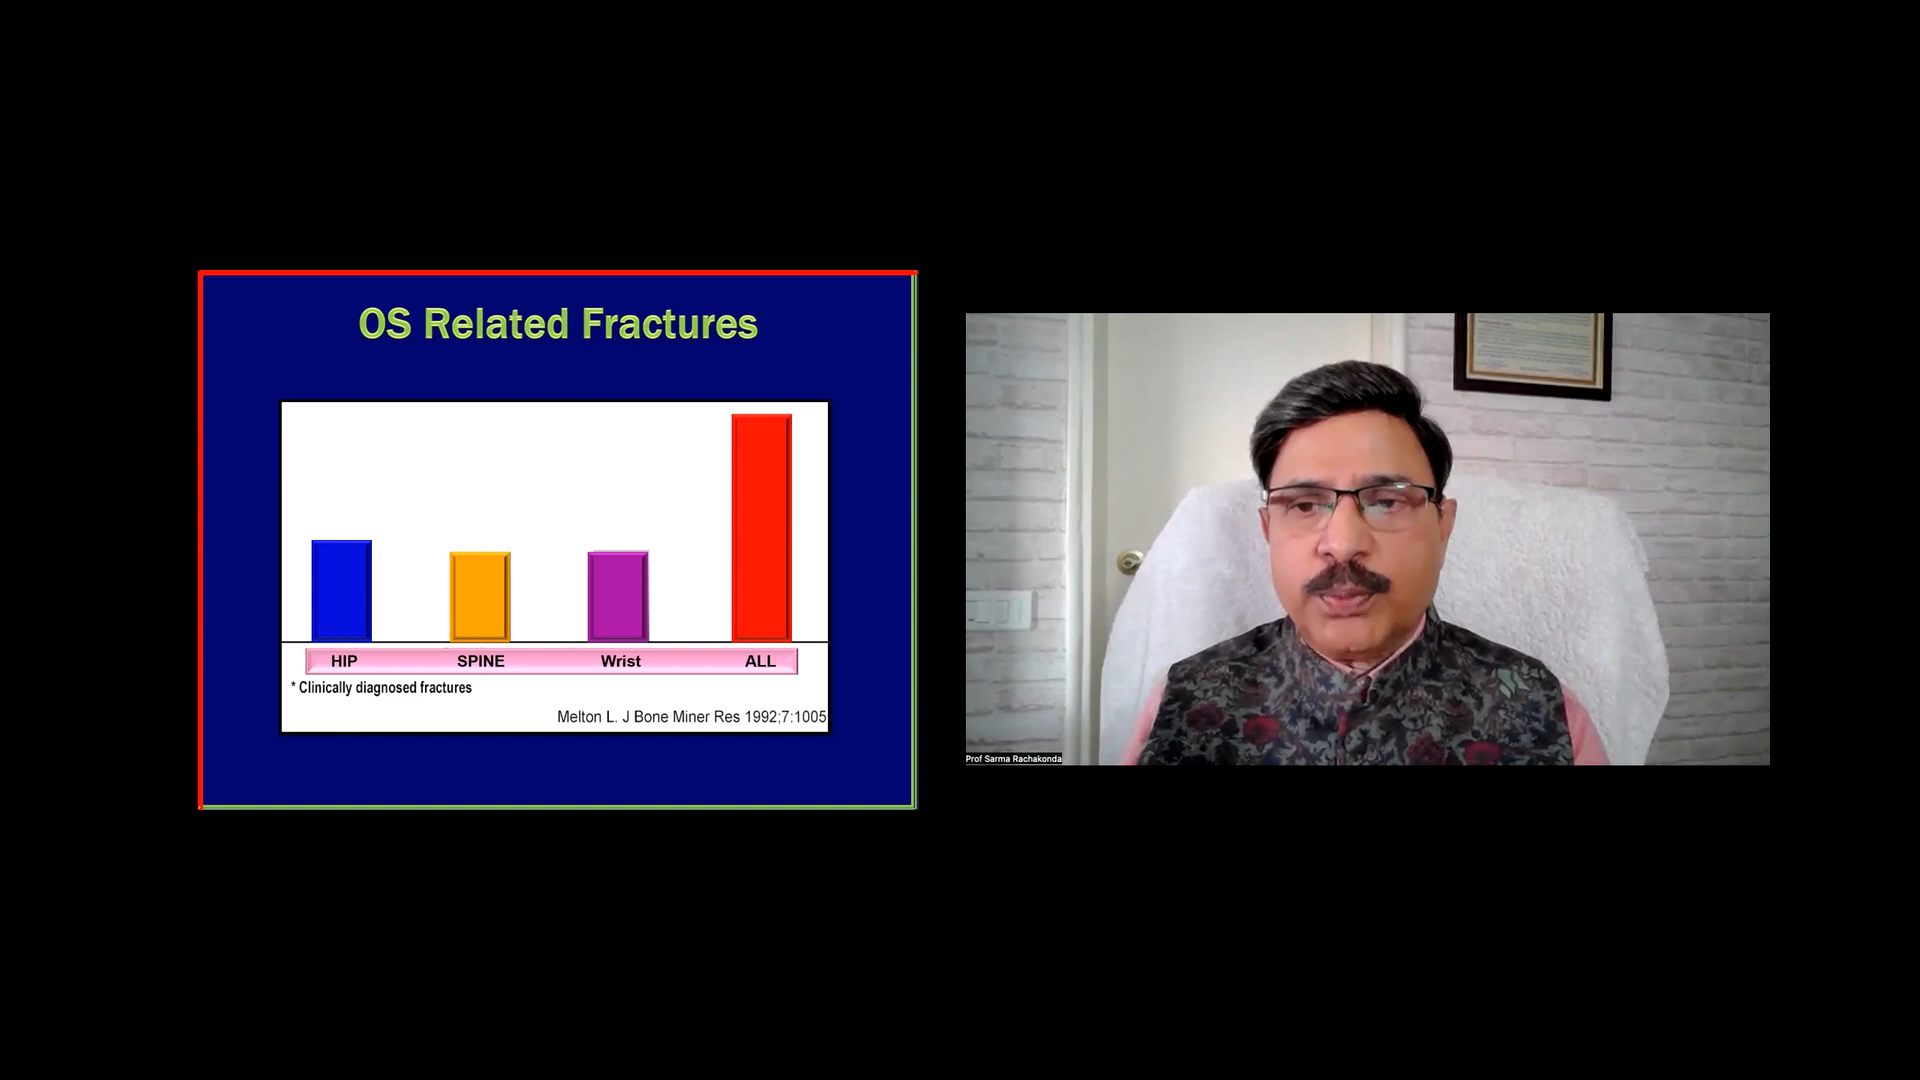 OS Related Fractures
HIP SPINE Wrist ALL
* Clinically diagnosed fractures
Melton L. J Bone Miner Res 1992;7:1005
Prof Sarma Rachakonda